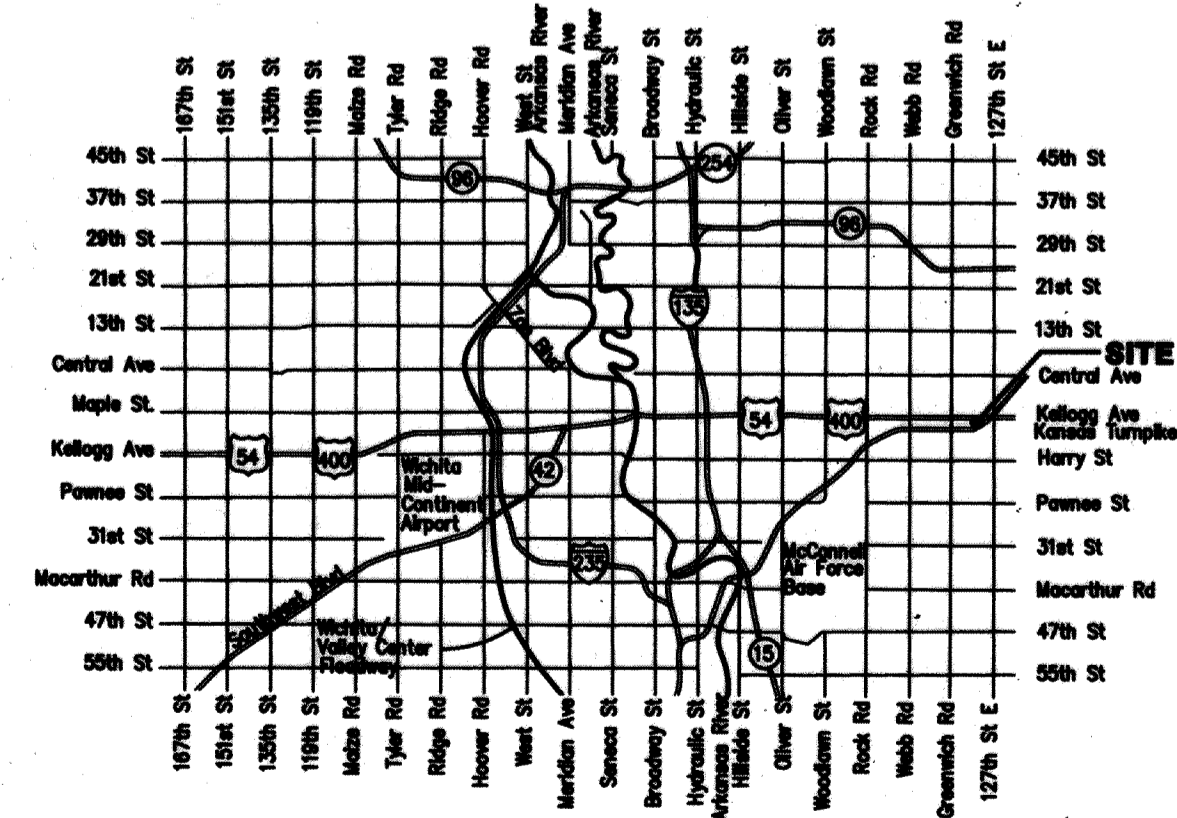 167th St
151st St
135th St
119th St
Maize Rd
Tyler Rd
Ridge Rd
Hoover Rd
West St
Arkansas River
Meridian Ave
Arkansas River
Seneca St
Broadway St
Hydraulic St
Hillside St
Oliver St
Woodlawn St
Rock Rd
Webb Rd
Greenwich Rd
127th St E
45th St
37th St
29th St
21st St
13th St
Central Ave
Maple St.
Kellogg Ave
Pawnee St
31st St
Macarthur Rd
47th St
55th St
96
254
96
135
Blvd
54
400
54
400
42
Wichita
Mid-
Continent
Airport
235
McConnell
Air Force
Base
Southwest Blvd
Wichita/
Valley Center
Floodway
15
45th St
37th St
29th St
21st St
13th St
SITE
Central Ave
Kellogg Ave
Kansas Turnpike
Harry St
Pawnee St
31st St
Macarthur Rd
47th St
55th St
167th St
151st St
135th St
119th St
Maize Rd
Tyler Rd
Ridge Rd
Hoover Rd
West St
Meridian Ave
Seneca St
Broadway St
Hydraulic St
Arkansas River
Hillside St
Oliver St
Woodlawn St
Rock Rd
Webb Rd
Greenwich Rd
127th St E